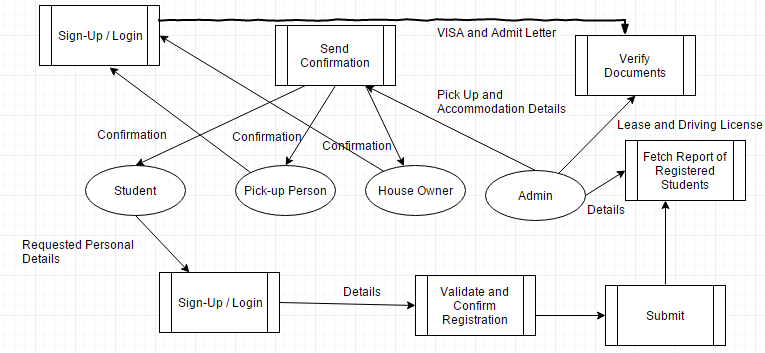 Sign-Up / Login
VISA and Admit Letter
Send
Confirmation
Verify
Documents
Pick Up and
Accommodation Details
Confirmation
Confirmation
Confirmation
Lease and Driving License
Fetch Report of
Registered
Students
Student
Pick-up Person
House Owner
Admin
Details
Requested Personal
Details
Sign-Up / Login
Details
Validate and
Confirm
Registration
Submit